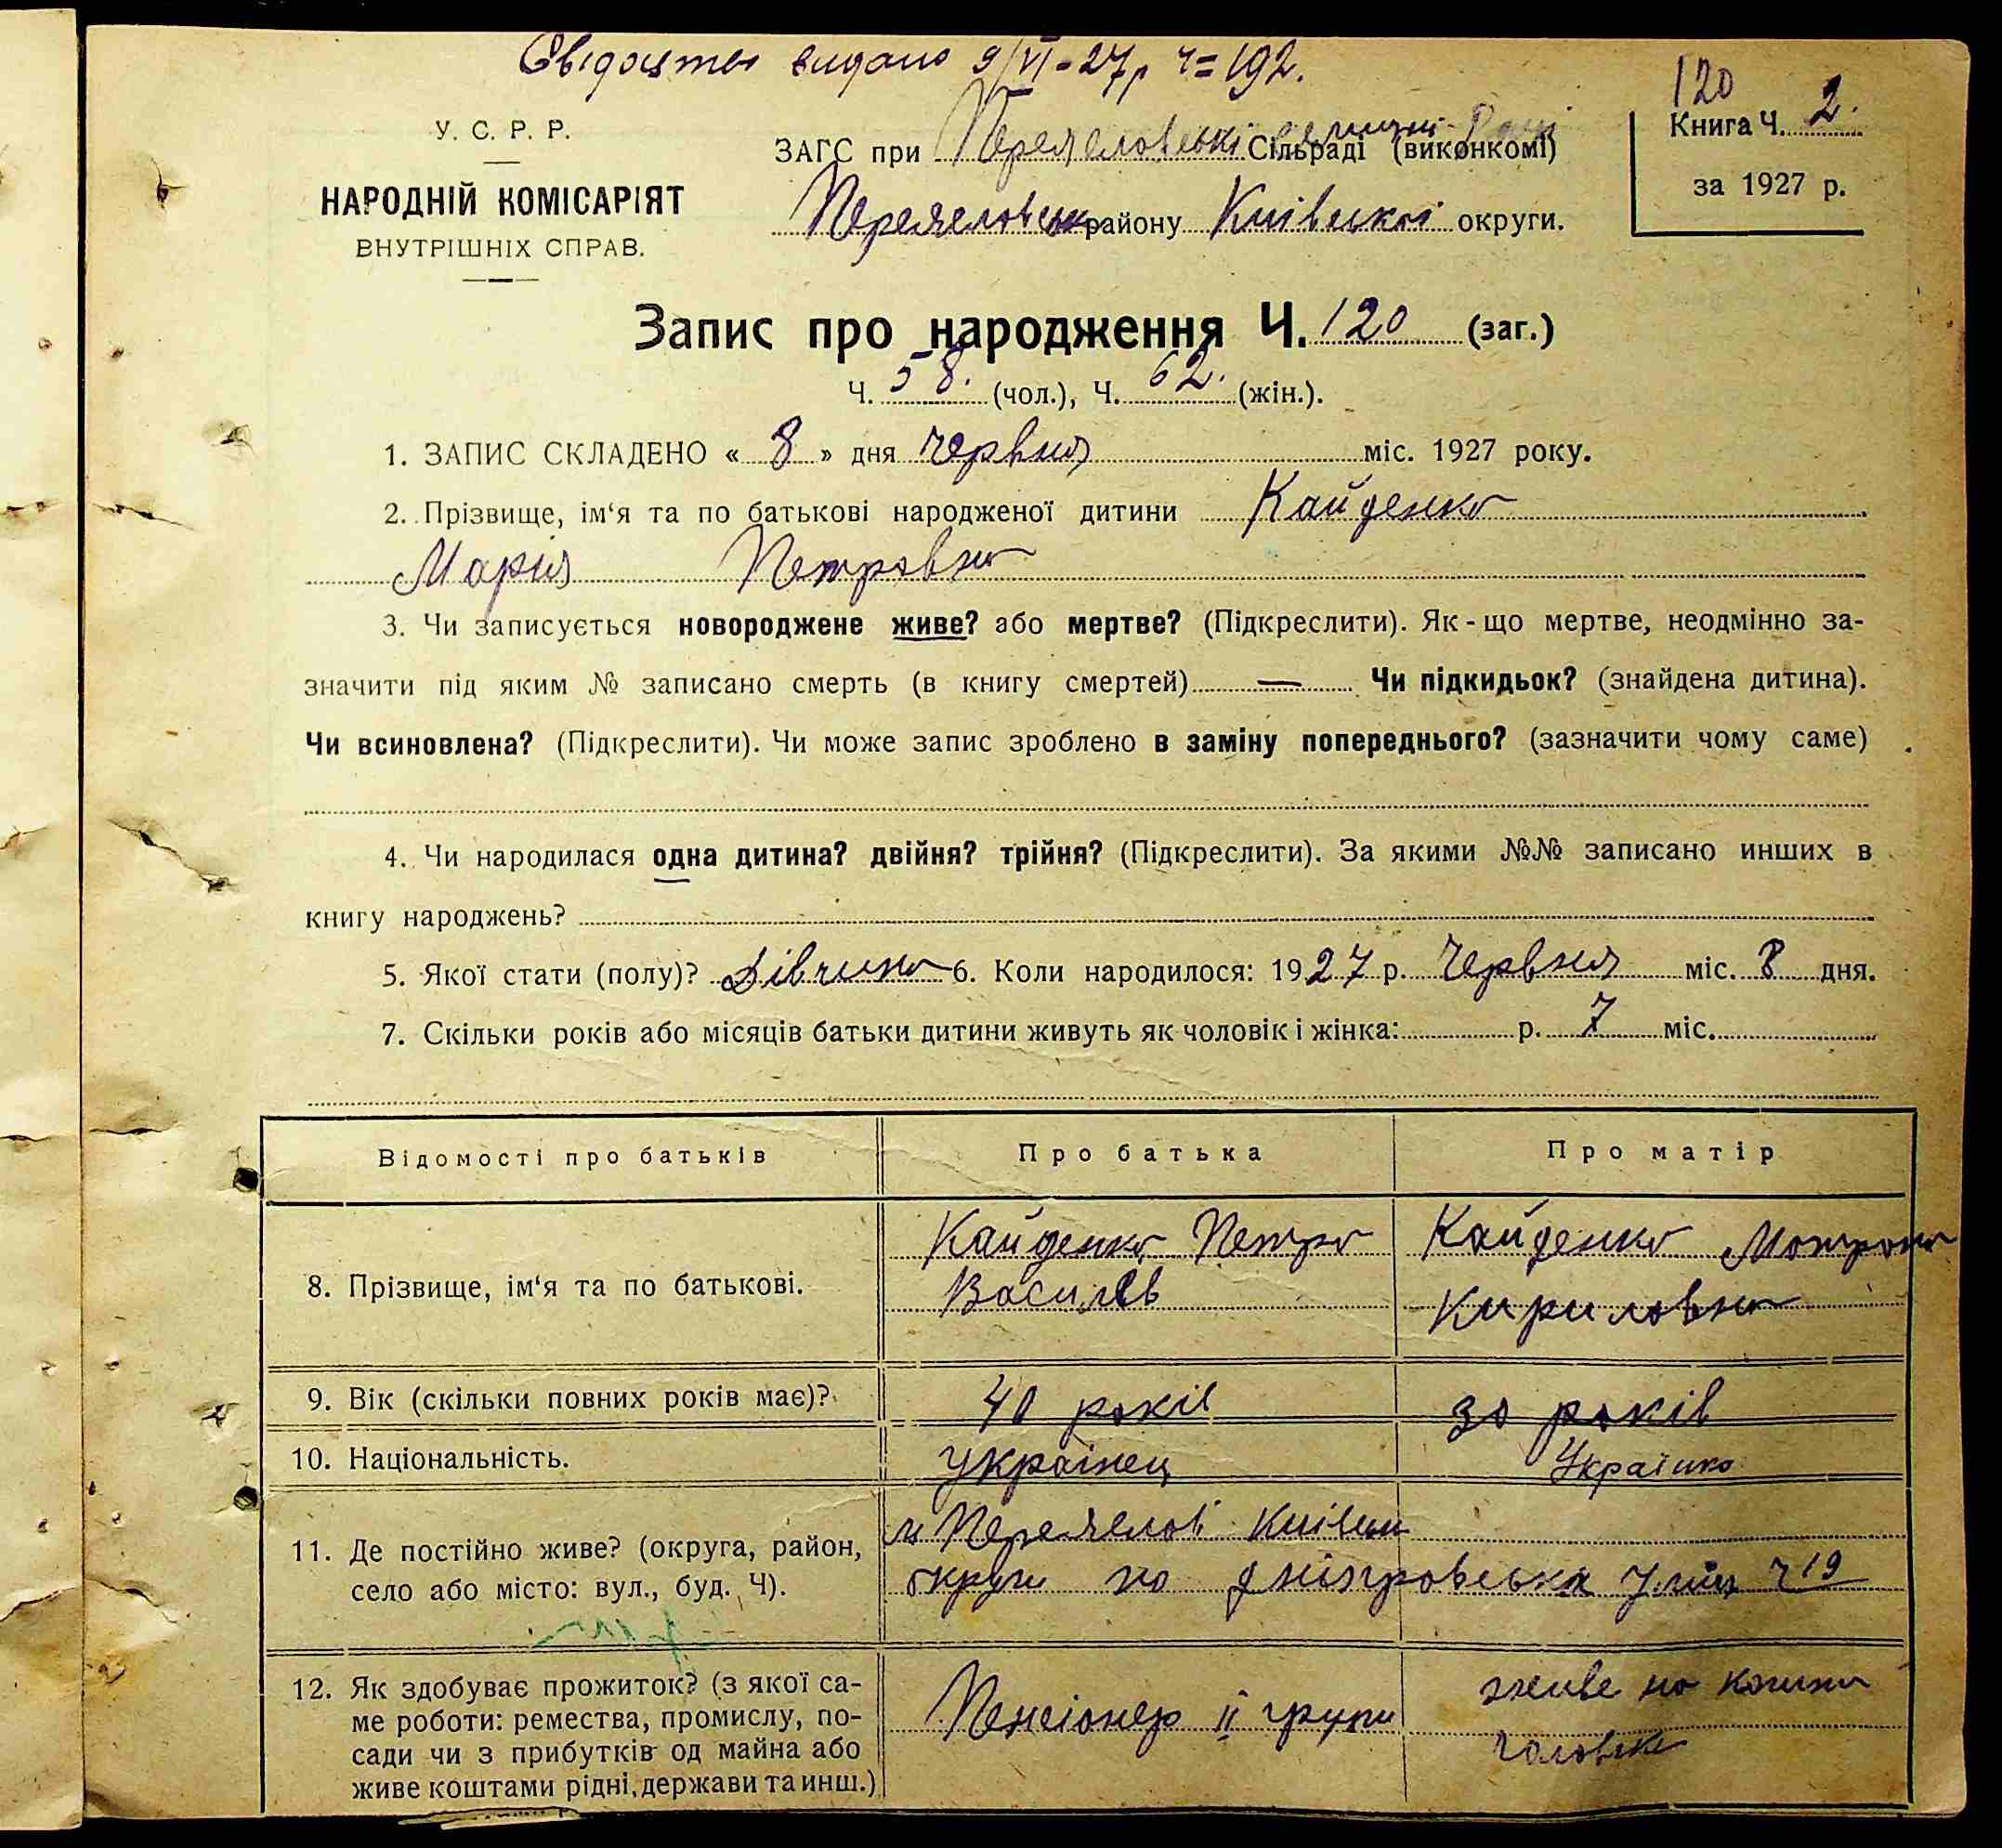 Свідоцтво видано 9/VI-27р ч=192.
120
У. С. Р. Р.
НАРОДНІЙ КОМІСАРІЯТ
ВНУТРІШНІХ СПРАВ.
ЗАГС при Сільраді (виконкомі)
району Київської округи.
Книга Ч. 2.
за 1927 р.
Запис про народження Ч. 120 (заг.)
Ч. 58. (чол.), Ч. 62. (жін.).
1. ЗАПИС СКЛАДЕНО « 8 » дня червня міс. 1927 року.
2. Прізвище, ім‘я та по батькові народженої дитини Кайденко
Марія Петровна
3. Чи записується новороджене живе? або мертве? (Підкреслити). Як-що мертве, неодмінно за-
значити під яким № записано смерть (в книгу смертей) — Чи підкидьок? (знайдена дитина).
Чи всиновлена? (Підкреслити). Чи може запис зроблено в заміну попереднього? (зазначити чому саме)
4. Чи народилася одна дитина? двійня? трійня? (Підкреслити). За якими №№ записано инших в
книгу народжень?
5. Якої стати (полу)? Дівчина 6. Коли народилося: 1927 р. Червня міс. 8 дня.
7. Скільки років або місяців батьки дитини живуть як чоловік і жінка: р. 7 міс.
Відомості про батьків Про батька Про матір
8. Прізвище, ім‘я та по батькові.
Кайденко Петро
Василів
Кайденко Мотрона
Кириловна
9. Вік (скільки повних років має)? 40 років 30 років
10. Національність. Українец Українка
11. Де постійно живе? (округа, район,
село або місто: вул., буд. Ч).
м Київськ
округи по Дніпровська ч 19
12. Як здобуває прожиток? (з якої са-
ме роботи: ремества, промислу, по-
сади чи з прибутків од майна або
живе коштами рідні, держави та инш.)
Пенсіонер II групи
живе на кошти
чоловіка